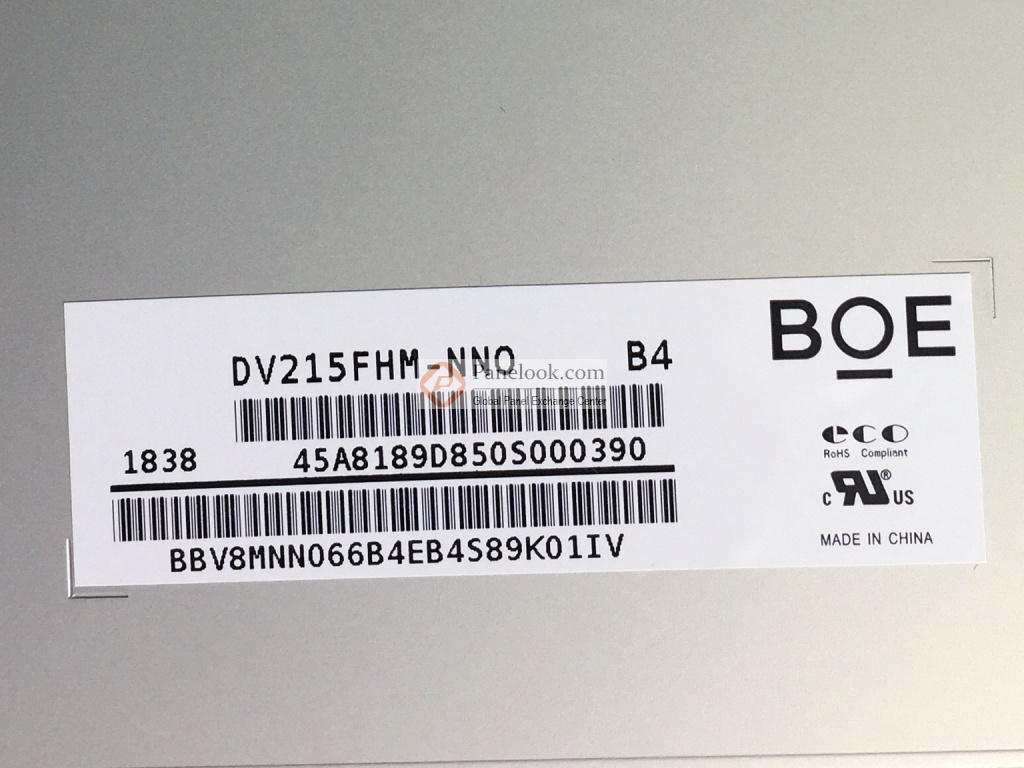 BOE
DV215FHM-NN0 B4
Panelook.com
Global Panel Exchange Center
1838 45A8189D850S000390
BBV8MNN066B4EB4S89K01IV
eco
RoHS Compliant
c RU® US
MADE IN CHINA